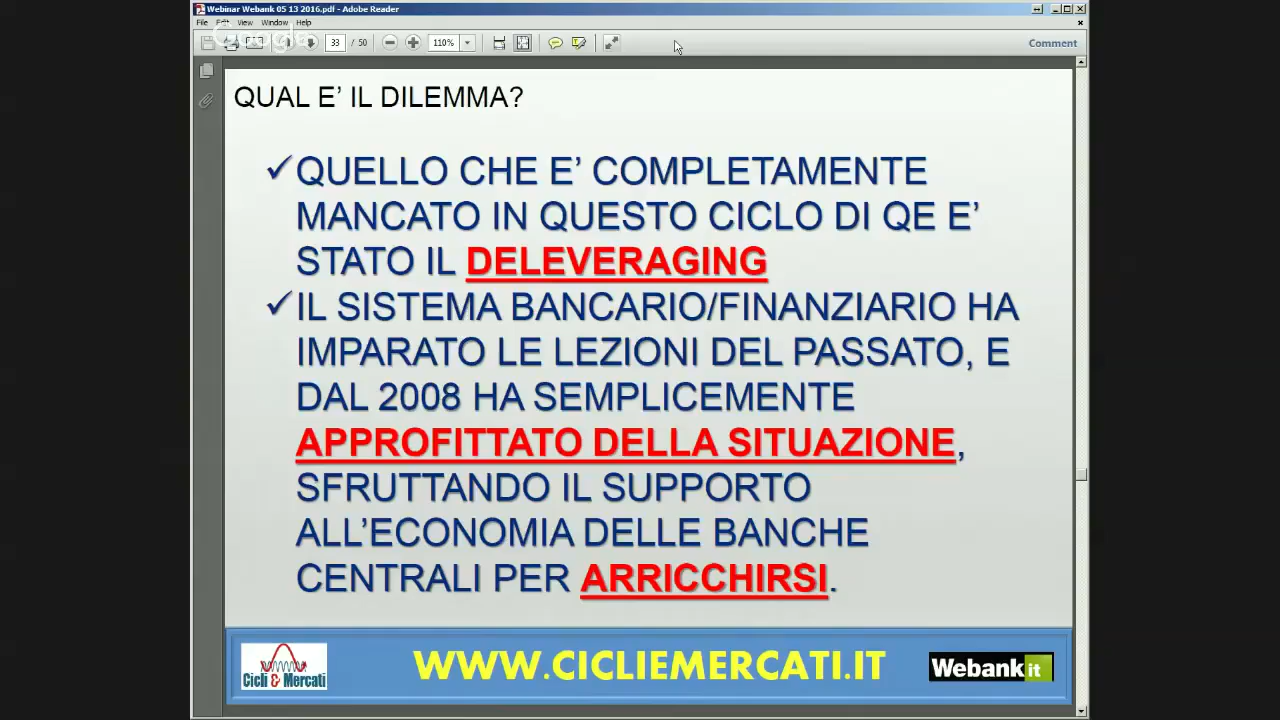 Webinar Webank 05 13 2016.pdf - Adobe Reader
File Edit View Window Help
Google
33 / 50 110% Comment
QUAL E’ IL DILEMMA?
✓QUELLO CHE E’ COMPLETAMENTE
MANCATO IN QUESTO CICLO DI QE E’
STATO IL DELEVERAGING
✓IL SISTEMA BANCARIO/FINANZIARIO HA
IMPARATO LE LEZIONI DEL PASSATO, E
DAL 2008 HA SEMPLICEMENTE
APPROFITTATO DELLA SITUAZIONE,
SFRUTTANDO IL SUPPORTO
ALL’ECONOMIA DELLE BANCHE
CENTRALI PER ARRICCHIRSI.
Cicli & Mercati
WWW.CICLIEMERCATI.IT
Webank it